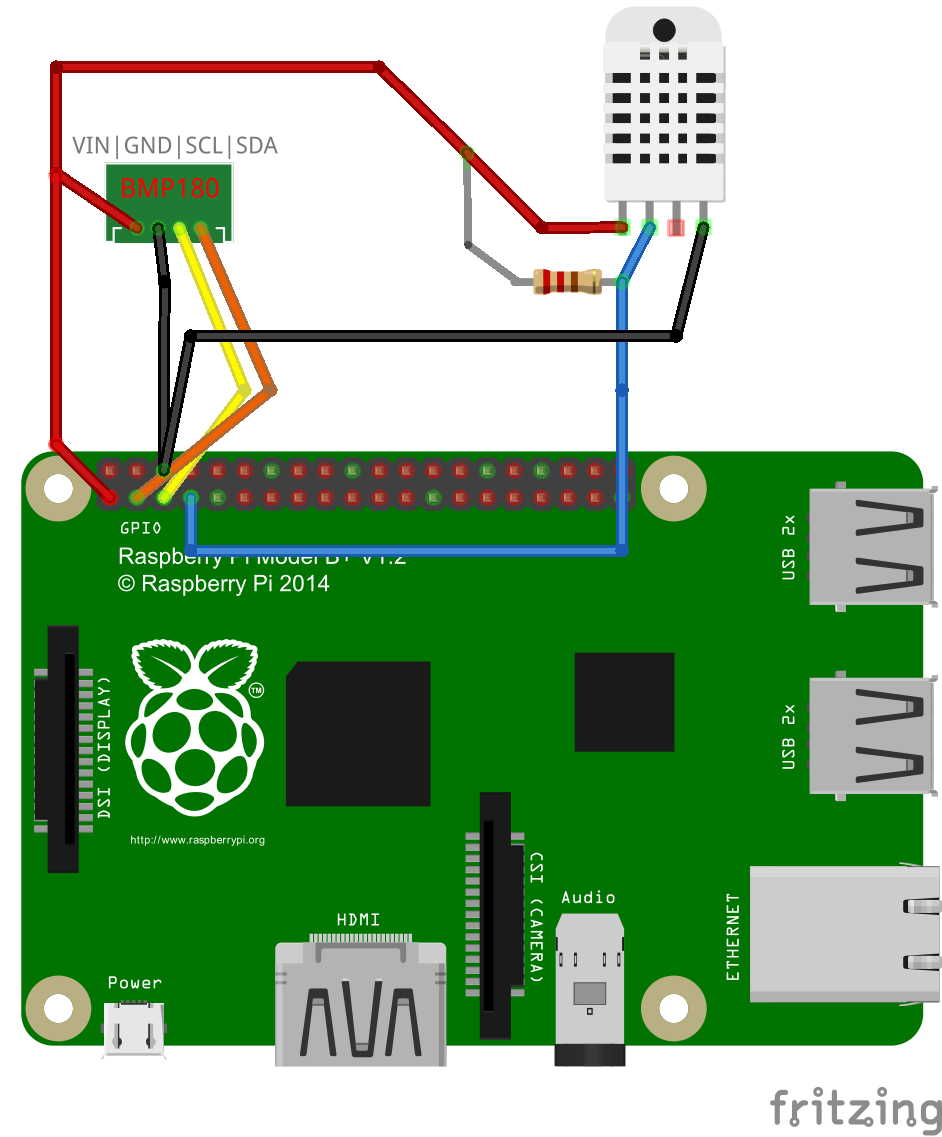 VIN|GND|SCL|SDA
BMP180
GPIO
Raspberry Pi Model B+ V1.2
© Raspberry Pi 2014
USB 2x
DSI (DISPLAY)
TM
USB 2x
http://www.raspberrypi.org
CSI (CAMERA)
Audio
ETHERNET
HDMI
Power
fritzing